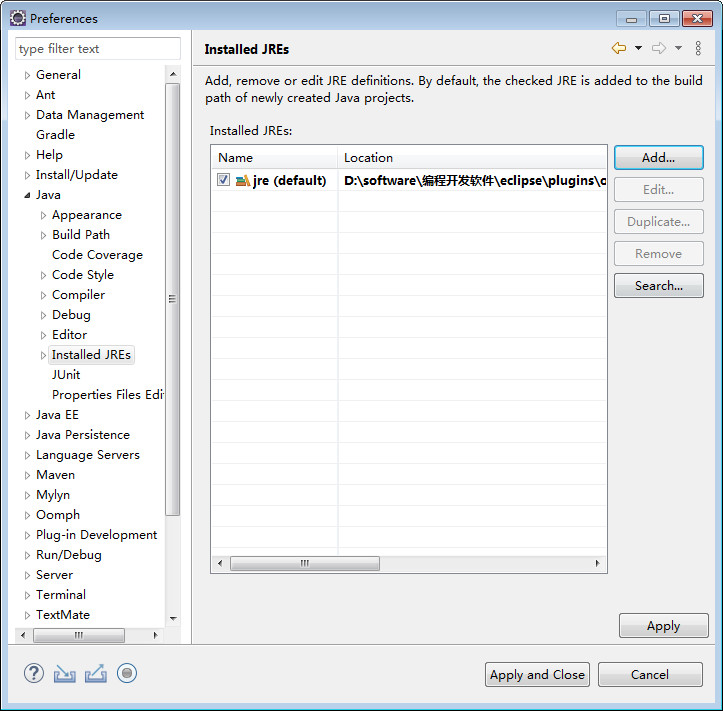 Preferences
type filter text
General
Ant
Data Management
Gradle
Help
Install/Update
Java
Appearance
Build Path
Code Coverage
Code Style
Compiler
Debug
Editor
Installed JREs
JUnit
Properties Files Edi
Java EE
Java Persistence
Language Servers
Maven
Mylyn
Oomph
Plug-in Development
Run/Debug
Server
Terminal
TextMate
Installed JREs
Add, remove or edit JRE definitions. By default, the checked JRE is added to the build
path of newly created Java projects.
Installed JREs:
Name Location
jre (default) D:\software\编程开发软件\eclipse\plugins\o
Add...
Edit...
Duplicate...
Remove
Search...
Apply
Apply and Close
Cancel